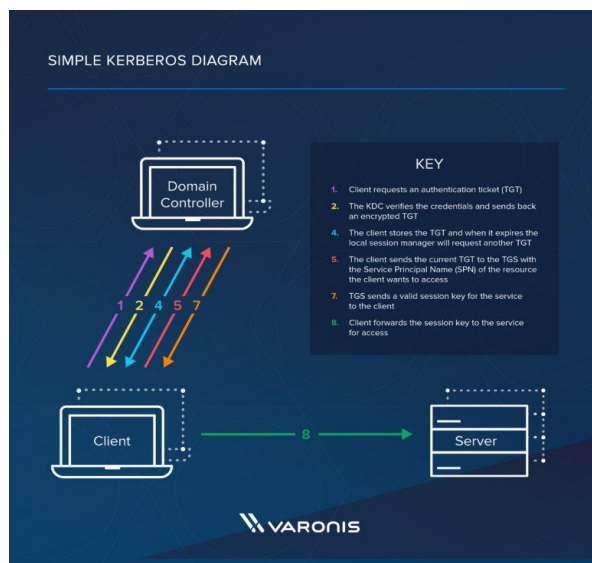 SIMPLE KERBEROS DIAGRAM
Domain
Controller
1
2
4
5
7
Client
8
Server
KEY
1. Client requests an authentication ticket (TGT)
2. The KDC verifies the credentials and sends back
an encrypted TGT
4. The client stores the TGT and when it expires the
local session manager will request another TGT
5. The client sends the current TGT to the TGS with
the Service Principal Name (SPN) of the resource
the client wants to access
7. TGS sends a valid session key for the service
to the client
8. Client forwards the session key to the service
for access
VARONIS